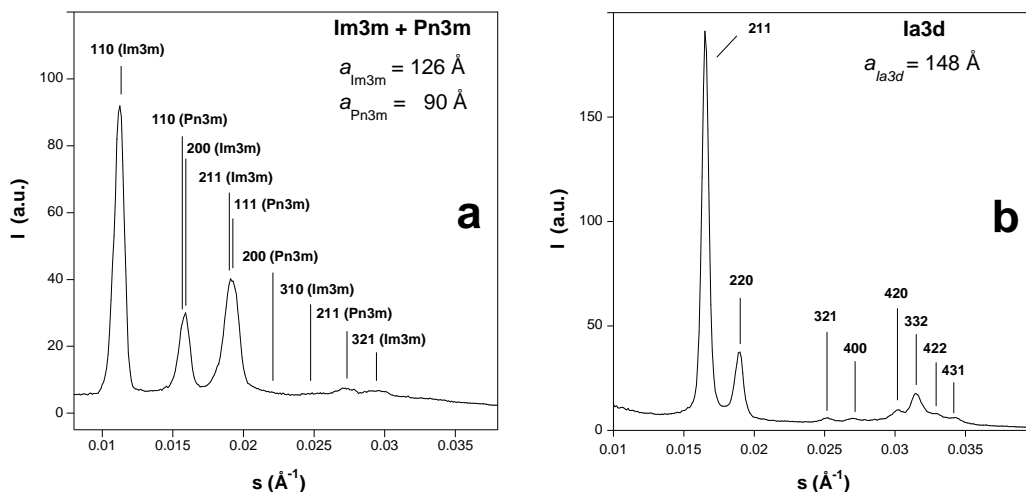 Im3m + Pn3m
110 (Im3m)
aIm3m = 126 Å
aPn3m = 90 Å
110 (Pn3m)
200 (Im3m)
211 (Im3m)
111 (Pn3m)
200 (Pn3m)
310 (Im3m)
211 (Pn3m)
321 (Im3m)
a
I (a.u.)
100
80
60
40
20
0
0.01 0.015 0.02 0.025 0.03 0.035
s (Å-1)
Ia3d
211
aIa3d = 148 Å
220
321
400
420
332
422
431
b
I (a.u.)
150
100
50
0
0.01 0.015 0.02 0.025 0.03 0.035
s (Å-1)